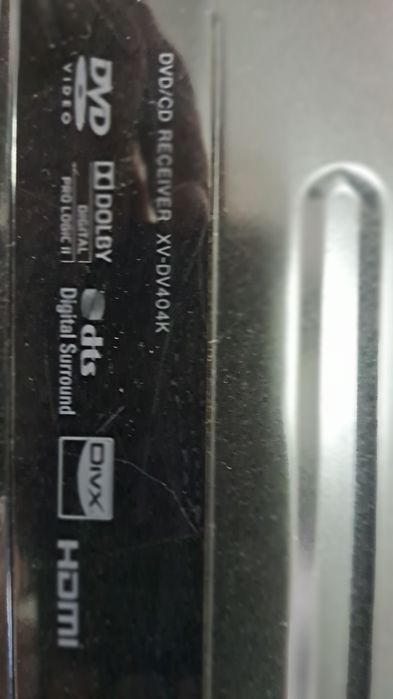 DVD/CD RECEIVER XV-DV404K
DVD
VIDEO
DOLBY
DIGITAL
PRO LOGIC II
dts
Digital Surround
DIVX
HDMI